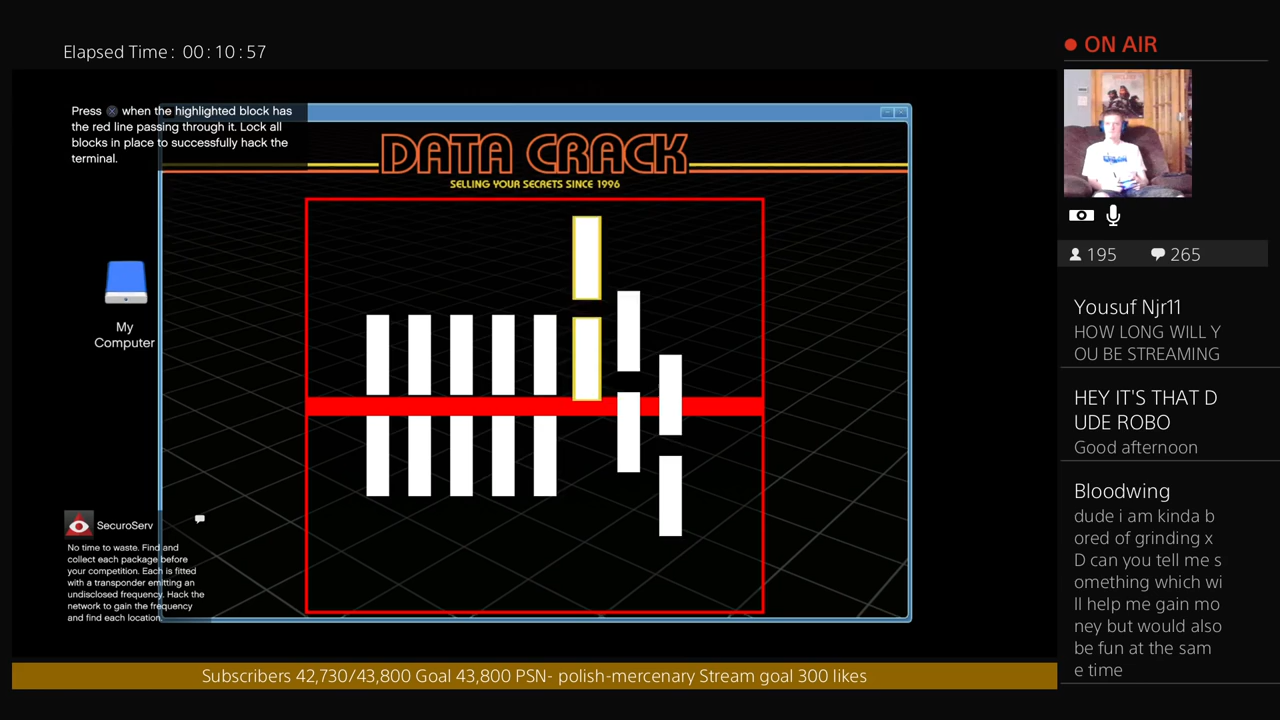 Elapsed Time: 00:10:57
ON AIR
Press ⓧ when the highlighted block has
the red line passing through it. Lock all
blocks in place to successfully hack the
terminal.
DATA CRACK
SELLING YOUR SECRETS SINCE 1996
My
Computer
SecuroServ
No time to waste. Find and
collect each package before
your competition. Each is fitted
with a transponder emitting an
undisclosed frequency. Hack the
network to gain the frequency
and find each location.
Subscribers 42,730/43,800 Goal 43,800 PSN- polish-mercenary Stream goal 300 likes
195 265
Yousuf Njr11
HOW LONG WILL Y
OU BE STREAMING
HEY IT'S THAT D
UDE ROBO
Good afternoon
Bloodwing
dude i am kinda b
ored of grinding x
D can you tell me s
omething which wi
ll help me gain mo
ney but would also
be fun at the sam
e time